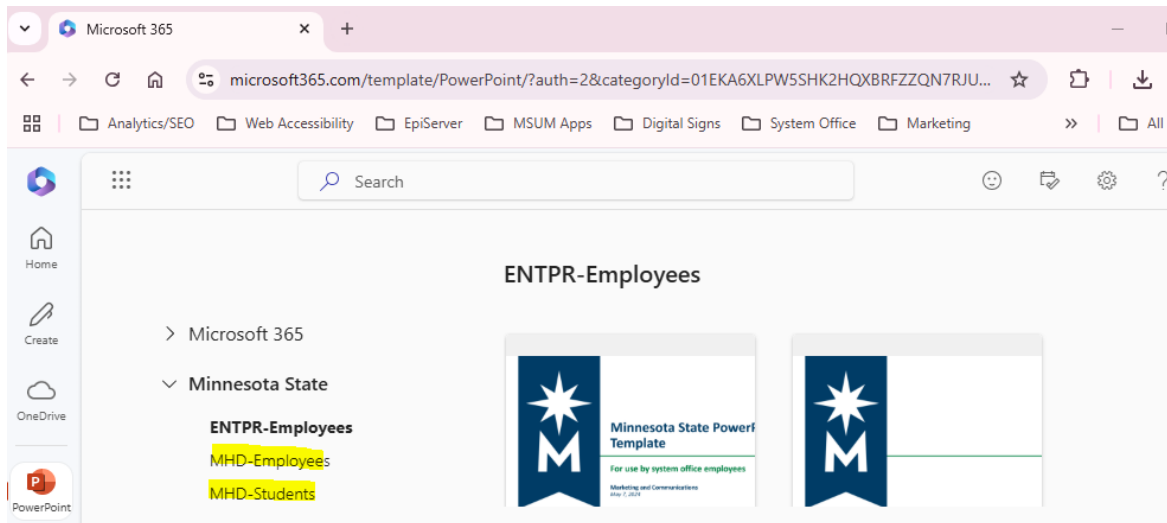 Microsoft 365
microsoft365.com/template/PowerPoint/?auth=2&categoryId=01EKA6XLPW5SHK2HQXBRFZZQN7RJU...
Analytics/SEO Web Accessibility EpiServer MSUM Apps Digital Signs System Office Marketing » All
Search
?
Home
Create
OneDrive
P
PowerPoint
ENTPR-Employees
> Microsoft 365
Minnesota State
ENTPR-Employees
MHD-Employees
MHD-Students
M
Minnesota State Power
Template
For use by system office employees
Marketing and Communications
May 7, 2024
M